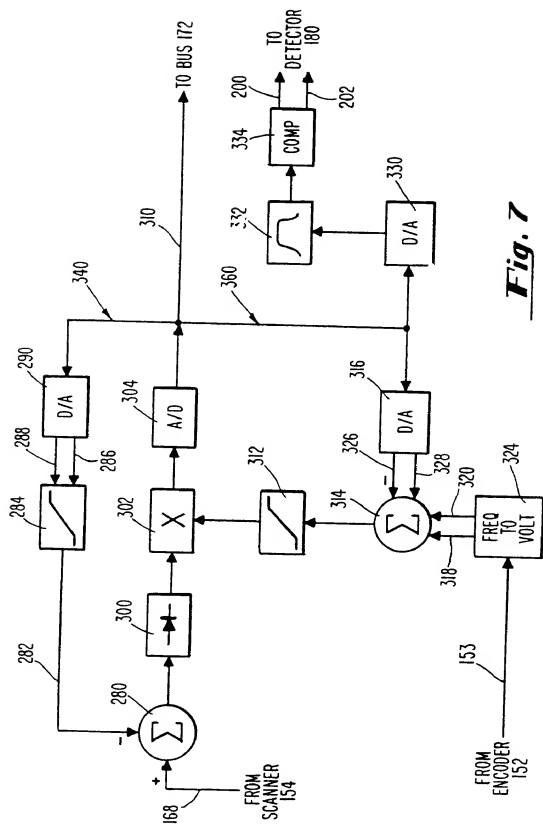 TO BUS 172
310
340
360
290
D/A
288
286
284
282
304
A/D
302
X
300
280
Σ
-
+
168
FROM
SCANNER
154
312
314
Σ
316
D/A
326
-
328
320
318
324
FREQ
TO
VOLT
153
FROM
ENCODER
152
330
D/A
332
334
COMP
200
202
TO
DETECTOR
180
Fig. 7